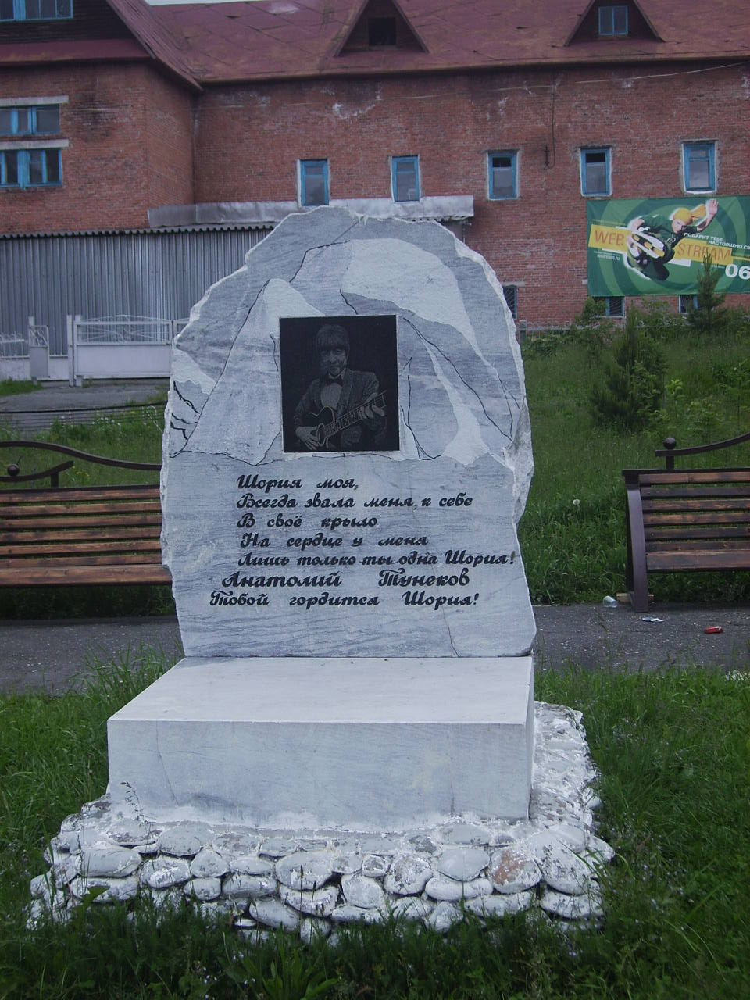 Шория моя,
Всегда звала меня, к себе
В своё крыло
На сердце у меня
Лишь только ты одна Шория!
Анатолий Тунеков
Тобой гордится Шория!
WEB
STREAM
ПОДАРИТ ТЕБЕ
06